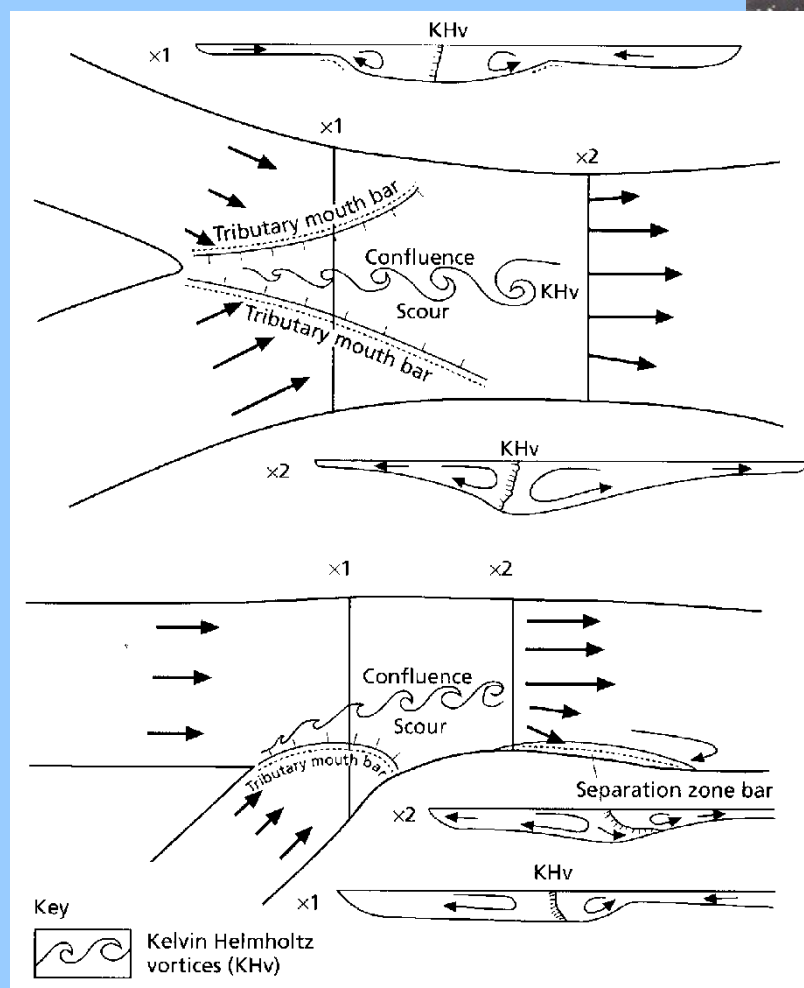 KHv
×1
×1
×2
Tributary mouth bar
Confluence
KHv
Scour
Tributary mouth bar
KHv
×2
×1
×2
Confluence
Scour
Tributary mouth bar
Separation zone bar
×2
KHv
×1
Key
Kelvin Helmholtz
vortices (KHv)